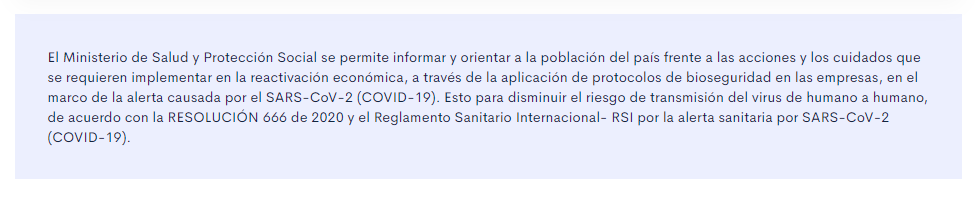 El Ministerio de Salud y Protección Social se permite informar y orientar a la población del país frente a las acciones y los cuidados que
se requieren implementar en la reactivación económica, a través de la aplicación de protocolos de bioseguridad en las empresas, en el
marco de la alerta causada por el SARS-CoV-2 (COVID-19). Esto para disminuir el riesgo de transmisión del virus de humano a humano,
de acuerdo con la RESOLUCIÓN 666 de 2020 y el Reglamento Sanitario Internacional- RSI por la alerta sanitaria por SARS-CoV-2
(COVID-19).